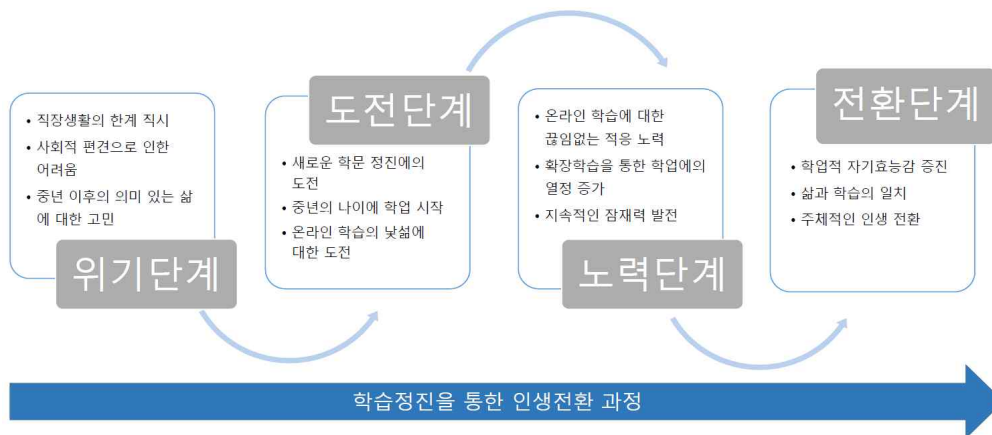 • 직장생활의 한계 직시
• 사회적 편견으로 인한
어려움
• 중년 이후의 의미 있는 삶
에 대한 고민
위기단계
도전단계
• 새로운 학문 정진에의
도전
• 중년의 나이에 학업 시작
• 온라인 학습의 낯섦에
대한 도전
• 온라인 학습에 대한
끊임없는 적응 노력
• 확장학습을 통한 학업에의
열정 증가
• 지속적인 잠재력 발전
노력단계
전환단계
• 학업적 자기효능감 증진
• 삶과 학습의 일치
• 주체적인 인생 전환
학습정진을 통한 인생전환 과정